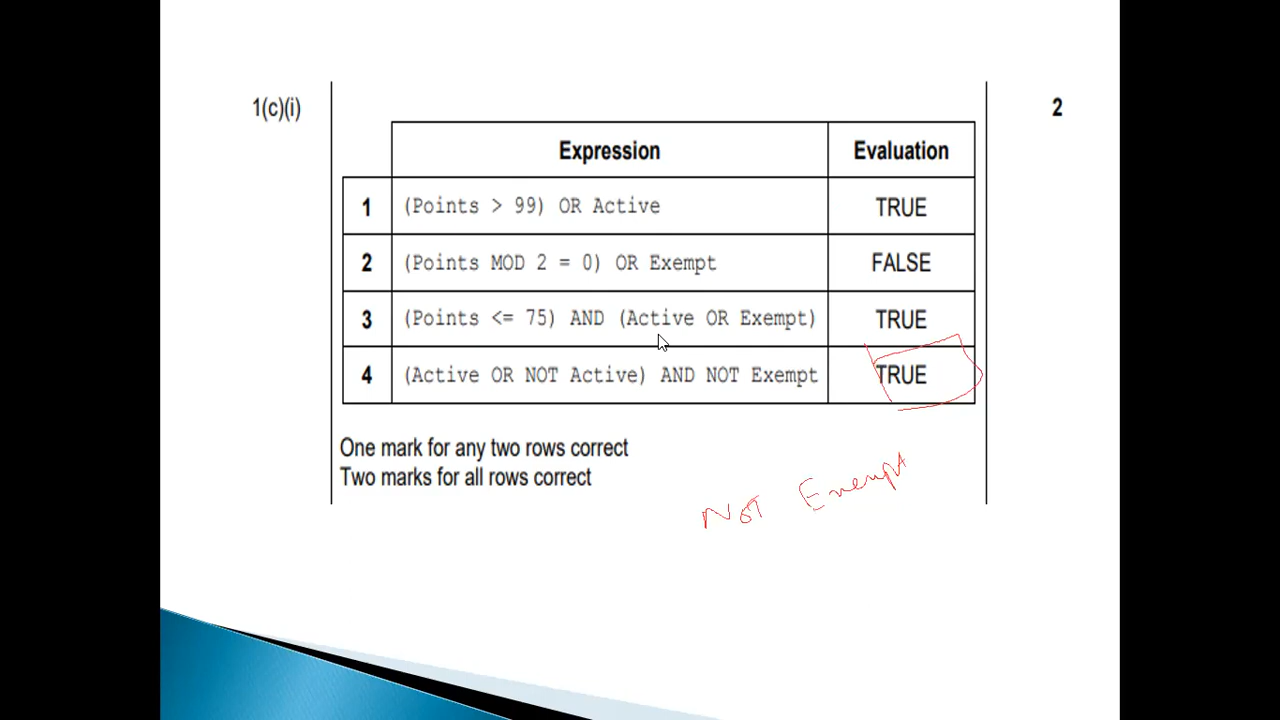 1(c)(i) 2
Expression Evaluation
1 (Points > 99) OR Active TRUE
2 (Points MOD 2 = 0) OR Exempt FALSE
3 (Points <= 75) AND (Active OR Exempt) TRUE
4 (Active OR NOT Active) AND NOT Exempt TRUE
One mark for any two rows correct
Two marks for all rows correct
NOT Exempt